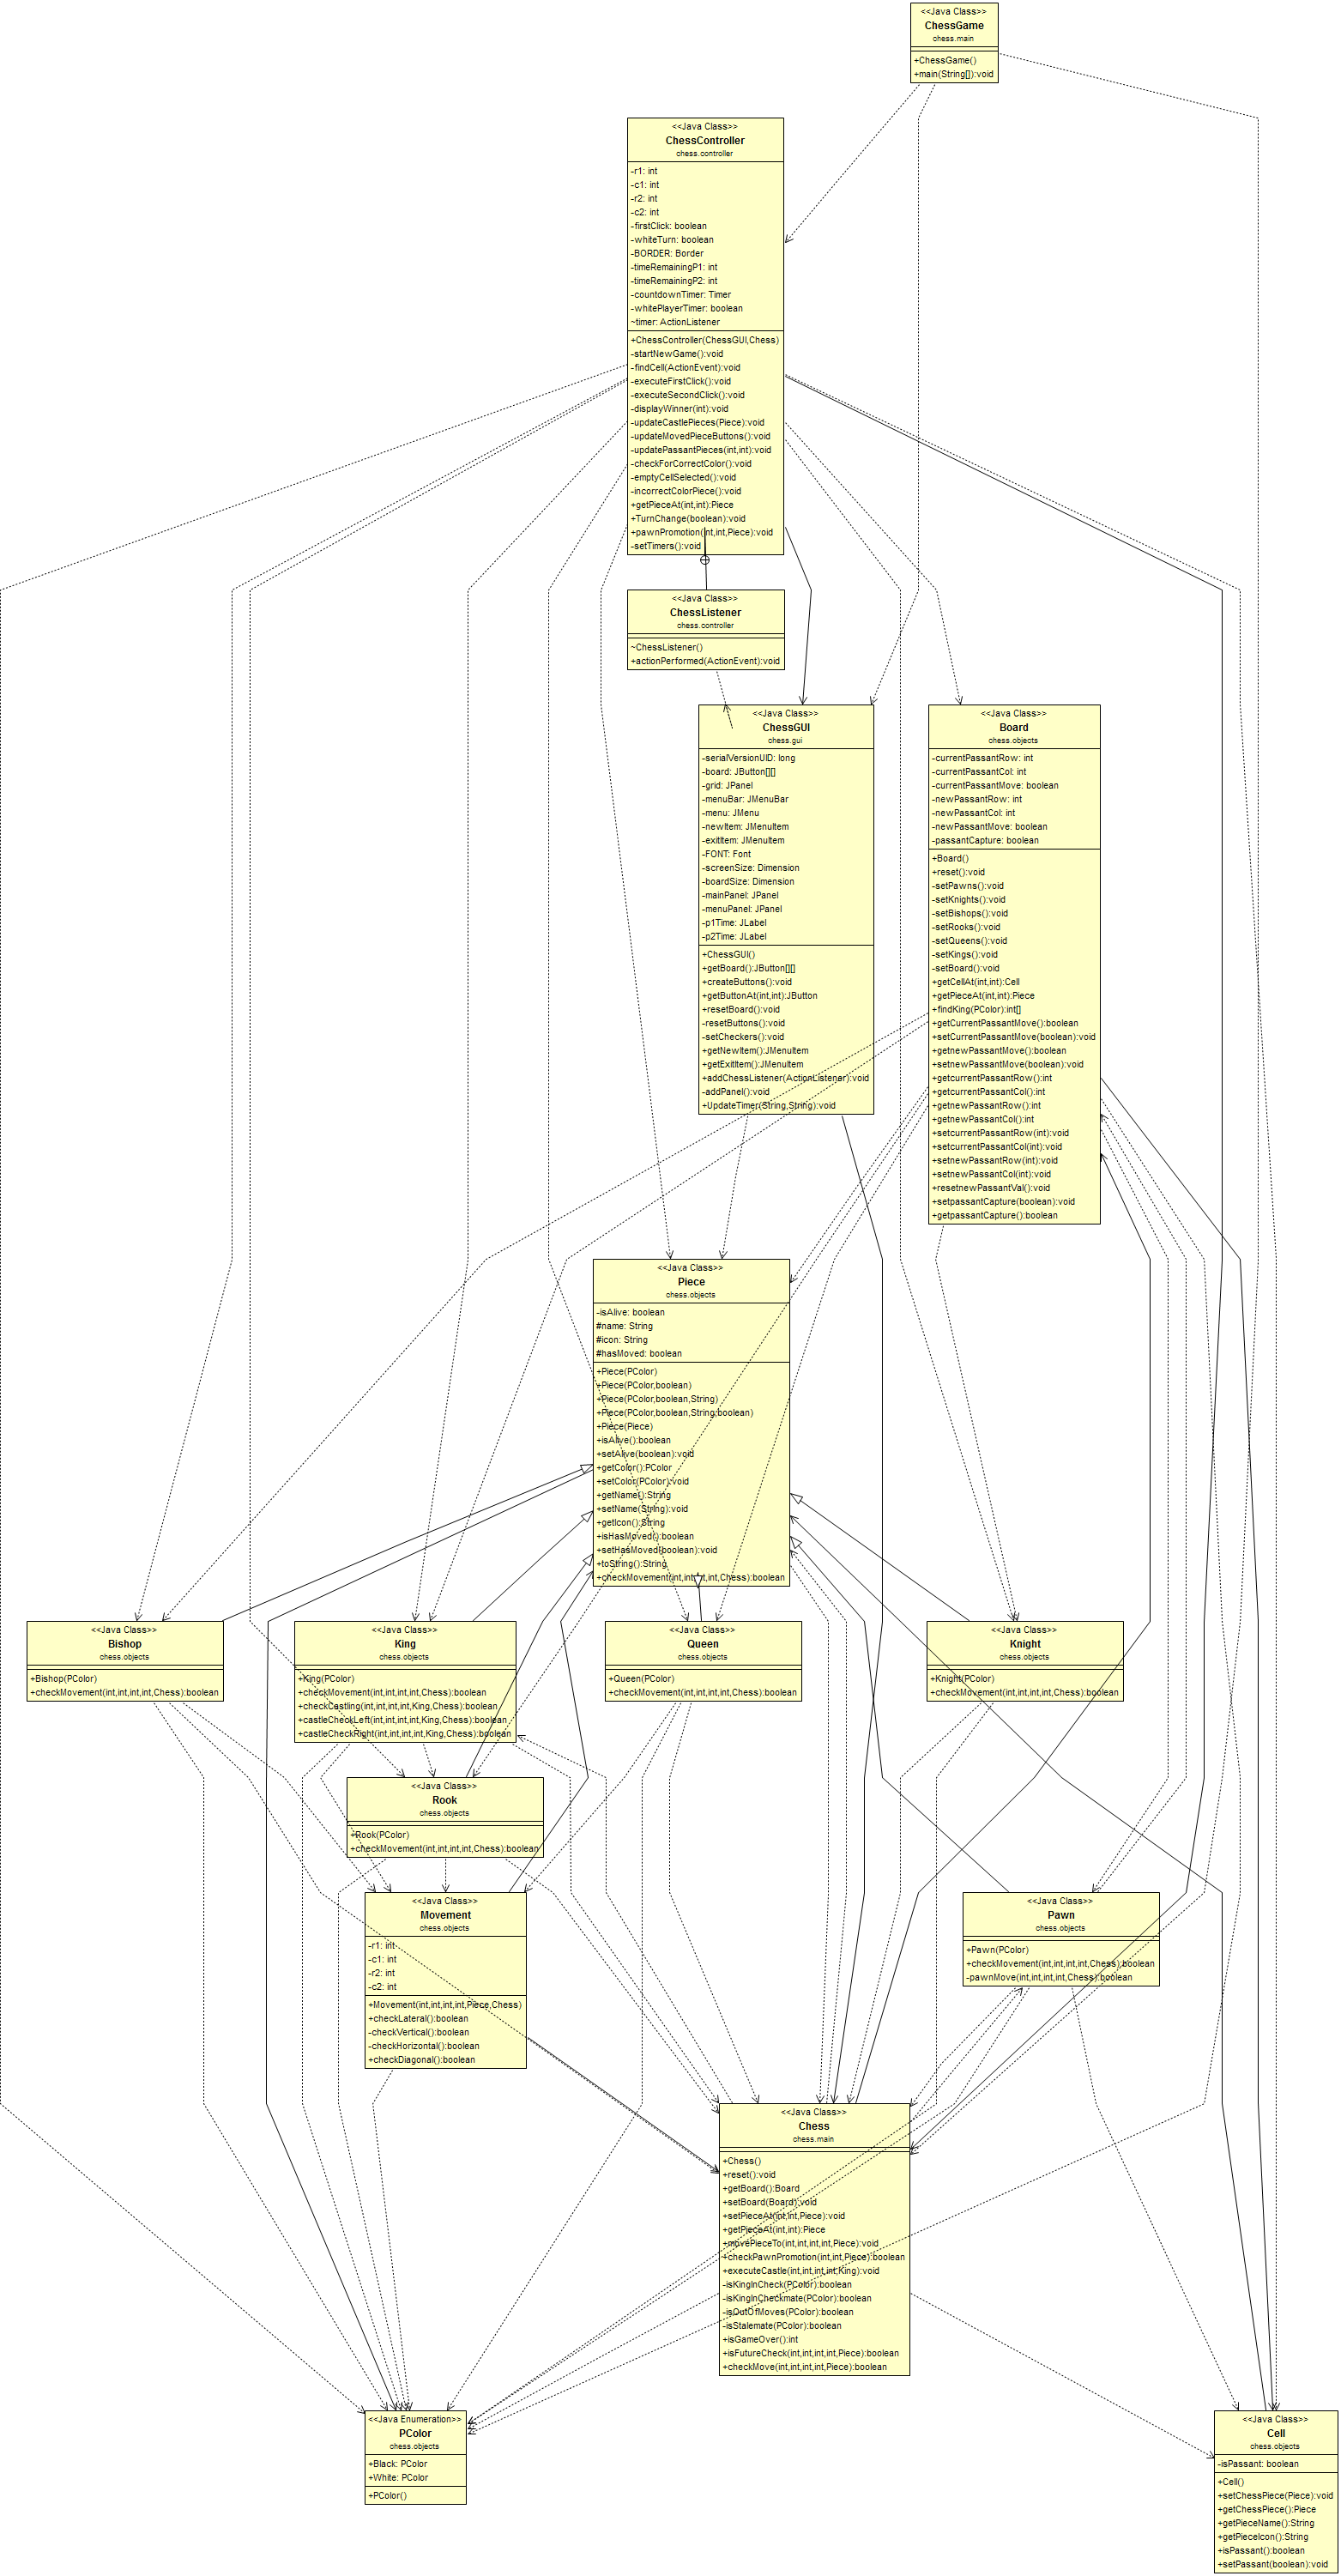 <<Java Class>>
ChessGame
chess.main
+ChessGame()
+main(String[]):void
<<Java Class>>
ChessController
chess.controller
-r1: int
-c1: int
-r2: int
-c2: int
-firstClick: boolean
-whiteTurn: boolean
-BORDER: Border
-timeRemainingP1: int
-timeRemainingP2: int
-countdownTimer: Timer
-whitePlayerTimer: boolean
~timer: ActionListener
+ChessController(ChessGUI,Chess)
-startNewGame():void
-findCell(ActionEvent):void
-executeFirstClick():void
-executeSecondClick():void
-displayWinner(int):void
-updateCastlePieces(Piece):void
-updateMovedPieceButtons():void
-updatePassantPieces(int,int):void
-checkForCorrectColor():void
-emptyCellSelected():void
-incorrectColorPiece():void
+getPieceAt(int,int):Piece
+TurnChange(boolean):void
+pawnPromotion(int,int,Piece):void
-setTimers():void
<<Java Class>>
ChessListener
chess.controller
~ChessListener()
+actionPerformed(ActionEvent):void
<<Java Class>>
ChessGUI
chess.gui
-serialVersionUID: long
-board: JButton[][]
-grid: JPanel
-menuBar: JMenuBar
-menu: JMenu
-newItem: JMenuItem
-exitItem: JMenuItem
-FONT: Font
-screenSize: Dimension
-boardSize: Dimension
-mainPanel: JPanel
-menuPanel: JPanel
-p1Time: JLabel
-p2Time: JLabel
+ChessGUI()
+getBoard():JButton[][]
+createButtons():void
+getButtonAt(int,int):JButton
+resetBoard():void
-resetButtons():void
-setCheckers():void
+getNewItem():JMenuItem
+getExitItem():JMenuItem
+addChessListener(ActionListener):void
-addPanel():void
+UpdateTimer(String,String):void
<<Java Class>>
Board
chess.objects
-currentPassantRow: int
-currentPassantCol: int
-currentPassantMove: boolean
-newPassantRow: int
-newPassantCol: int
-newPassantMove: boolean
-passantCapture: boolean
+Board()
+reset():void
-setPawns():void
-setKnights():void
-setBishops():void
-setRooks():void
-setQueens():void
-setKings():void
-setBoard():void
+getCellAt(int,int):Cell
+getPieceAt(int,int):Piece
+findKing(PColor):int[]
+getCurrentPassantMove():boolean
+setCurrentPassantMove(boolean):void
+getnewPassantMove():boolean
+setnewPassantMove(boolean):void
+getcurrentPassantRow():int
+getcurrentPassantCol():int
+getnewPassantRow():int
+getnewPassantCol():int
+setcurrentPassantRow(int):void
+setcurrentPassantCol(int):void
+setnewPassantRow(int):void
+setnewPassantCol(int):void
+resetnewPassantVal():void
+setpassantCapture(boolean):void
+getpassantCapture():boolean
<<Java Class>>
Piece
chess.objects
-isAlive: boolean
#name: String
#icon: String
#hasMoved: boolean
+Piece(PColor)
+Piece(PColor,boolean)
+Piece(PColor,boolean,String)
+Piece(PColor,boolean,String,boolean)
+Piece(Piece)
+isAlive():boolean
+setAlive(boolean):void
+getColor():PColor
+setColor(PColor):void
+getName():String
+setName(String):void
+getIcon():String
+isHasMoved():boolean
+setHasMoved(boolean):void
+toString():String
+checkMovement(int,int,int,int,Chess):boolean
<<Java Class>>
Bishop
chess.objects
+Bishop(PColor)
+checkMovement(int,int,int,int,Chess):boolean
<<Java Class>>
King
chess.objects
+King(PColor)
+checkMovement(int,int,int,int,Chess):boolean
+checkCastling(int,int,int,int,King,Chess):boolean
+castleCheckLeft(int,int,int,int,King,Chess):boolean
+castleCheckRight(int,int,int,int,King,Chess):boolean
<<Java Class>>
Queen
chess.objects
+Queen(PColor)
+checkMovement(int,int,int,int,Chess):boolean
<<Java Class>>
Knight
chess.objects
+Knight(PColor)
+checkMovement(int,int,int,int,Chess):boolean
<<Java Class>>
Rook
chess.objects
+Rook(PColor)
+checkMovement(int,int,int,int,Chess):boolean
<<Java Class>>
Movement
chess.objects
-r1: int
-c1: int
-r2: int
-c2: int
+Movement(int,int,int,int,Piece,Chess)
+checkLateral():boolean
-checkVertical():boolean
-checkHorizontal():boolean
+checkDiagonal():boolean
<<Java Class>>
Pawn
chess.objects
+Pawn(PColor)
+checkMovement(int,int,int,int,Chess):boolean
-pawnMove(int,int,int,int,Chess):boolean
<<Java Class>>
Chess
chess.main
+Chess()
+reset():void
+getBoard():Board
+setBoard(Board):void
+setPieceAt(int,int,Piece):void
+getPieceAt(int,int):Piece
+movePieceTo(int,int,int,int,Piece):void
+checkPawnPromotion(int,int,Piece):boolean
+executeCastle(int,int,int,int,King):void
-isKingInCheck(PColor):boolean
-isKingInCheckmate(PColor):boolean
-isOutOfMoves(PColor):boolean
-isStalemate(PColor):boolean
+isGameOver():int
+isFutureCheck(int,int,int,int,Piece):boolean
+checkMove(int,int,int,int,Piece):boolean
<<Java Enumeration>>
PColor
chess.objects
+Black: PColor
+White: PColor
+PColor()
<<Java Class>>
Cell
chess.objects
-isPassant: boolean
+Cell()
+setChessPiece(Piece):void
+getChessPiece():Piece
+getPieceName():String
+getPieceIcon():String
+isPassant():boolean
+setPassant(boolean):void